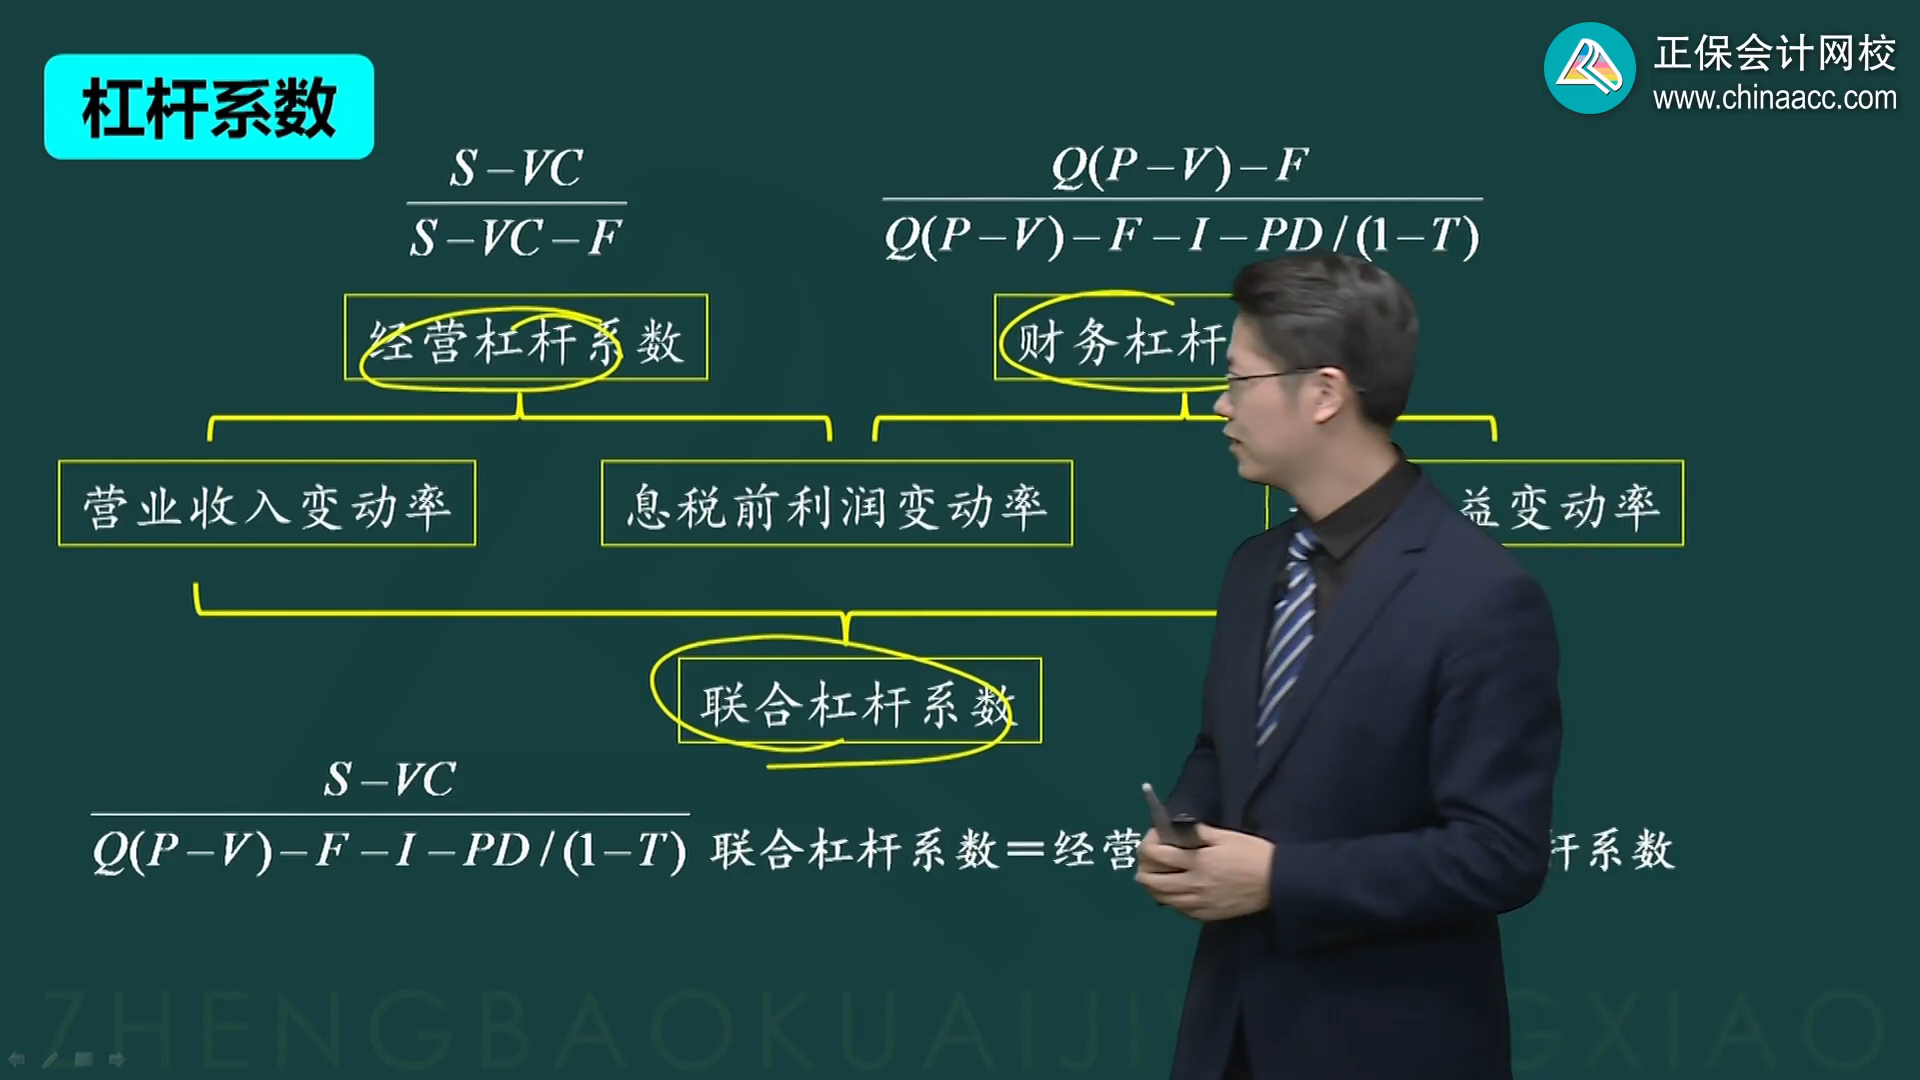 杠杆系数
正保会计网校
www.chinaacc.com
S-VC
S-VC-F
Q(P-V)-F
Q(P-V)-F-I-PD/(1-T)
经营杠杆系数
财务杠杆
营业收入变动率
息税前利润变动率
益变动率
联合杠杆系数
S-VC
Q(P-V)-F-I-PD/(1-T)
联合杠杆系数=经营
杆系数